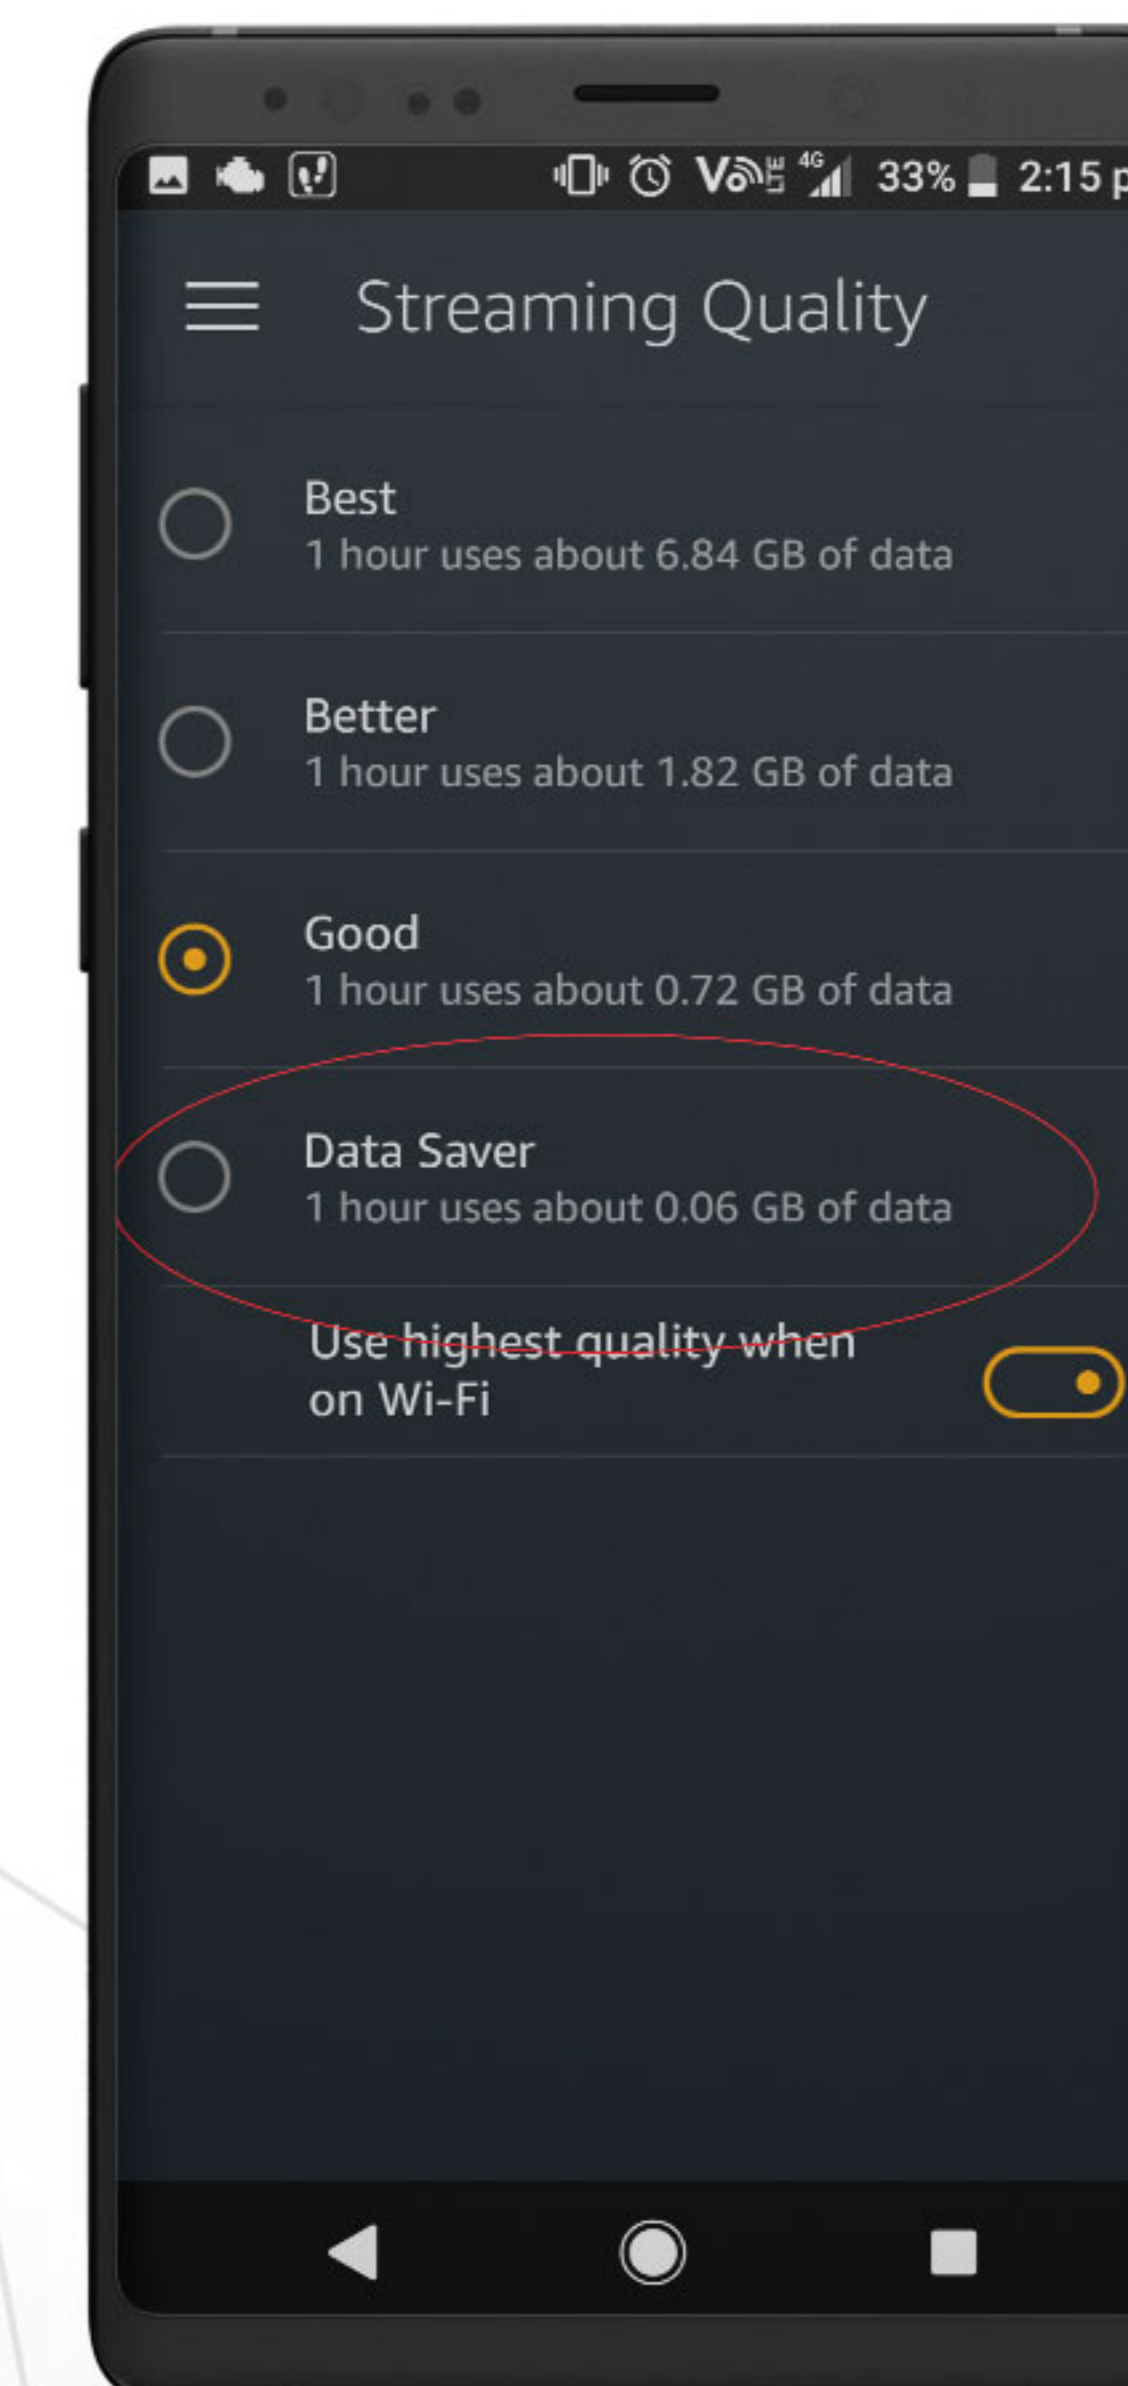 VoLTE 4G 33% 2:15 p
Streaming Quality
Best
1 hour uses about 6.84 GB of data
Better
1 hour uses about 1.82 GB of data
Good
1 hour uses about 0.72 GB of data
Data Saver
1 hour uses about 0.06 GB of data
Use highest quality when
on Wi-Fi